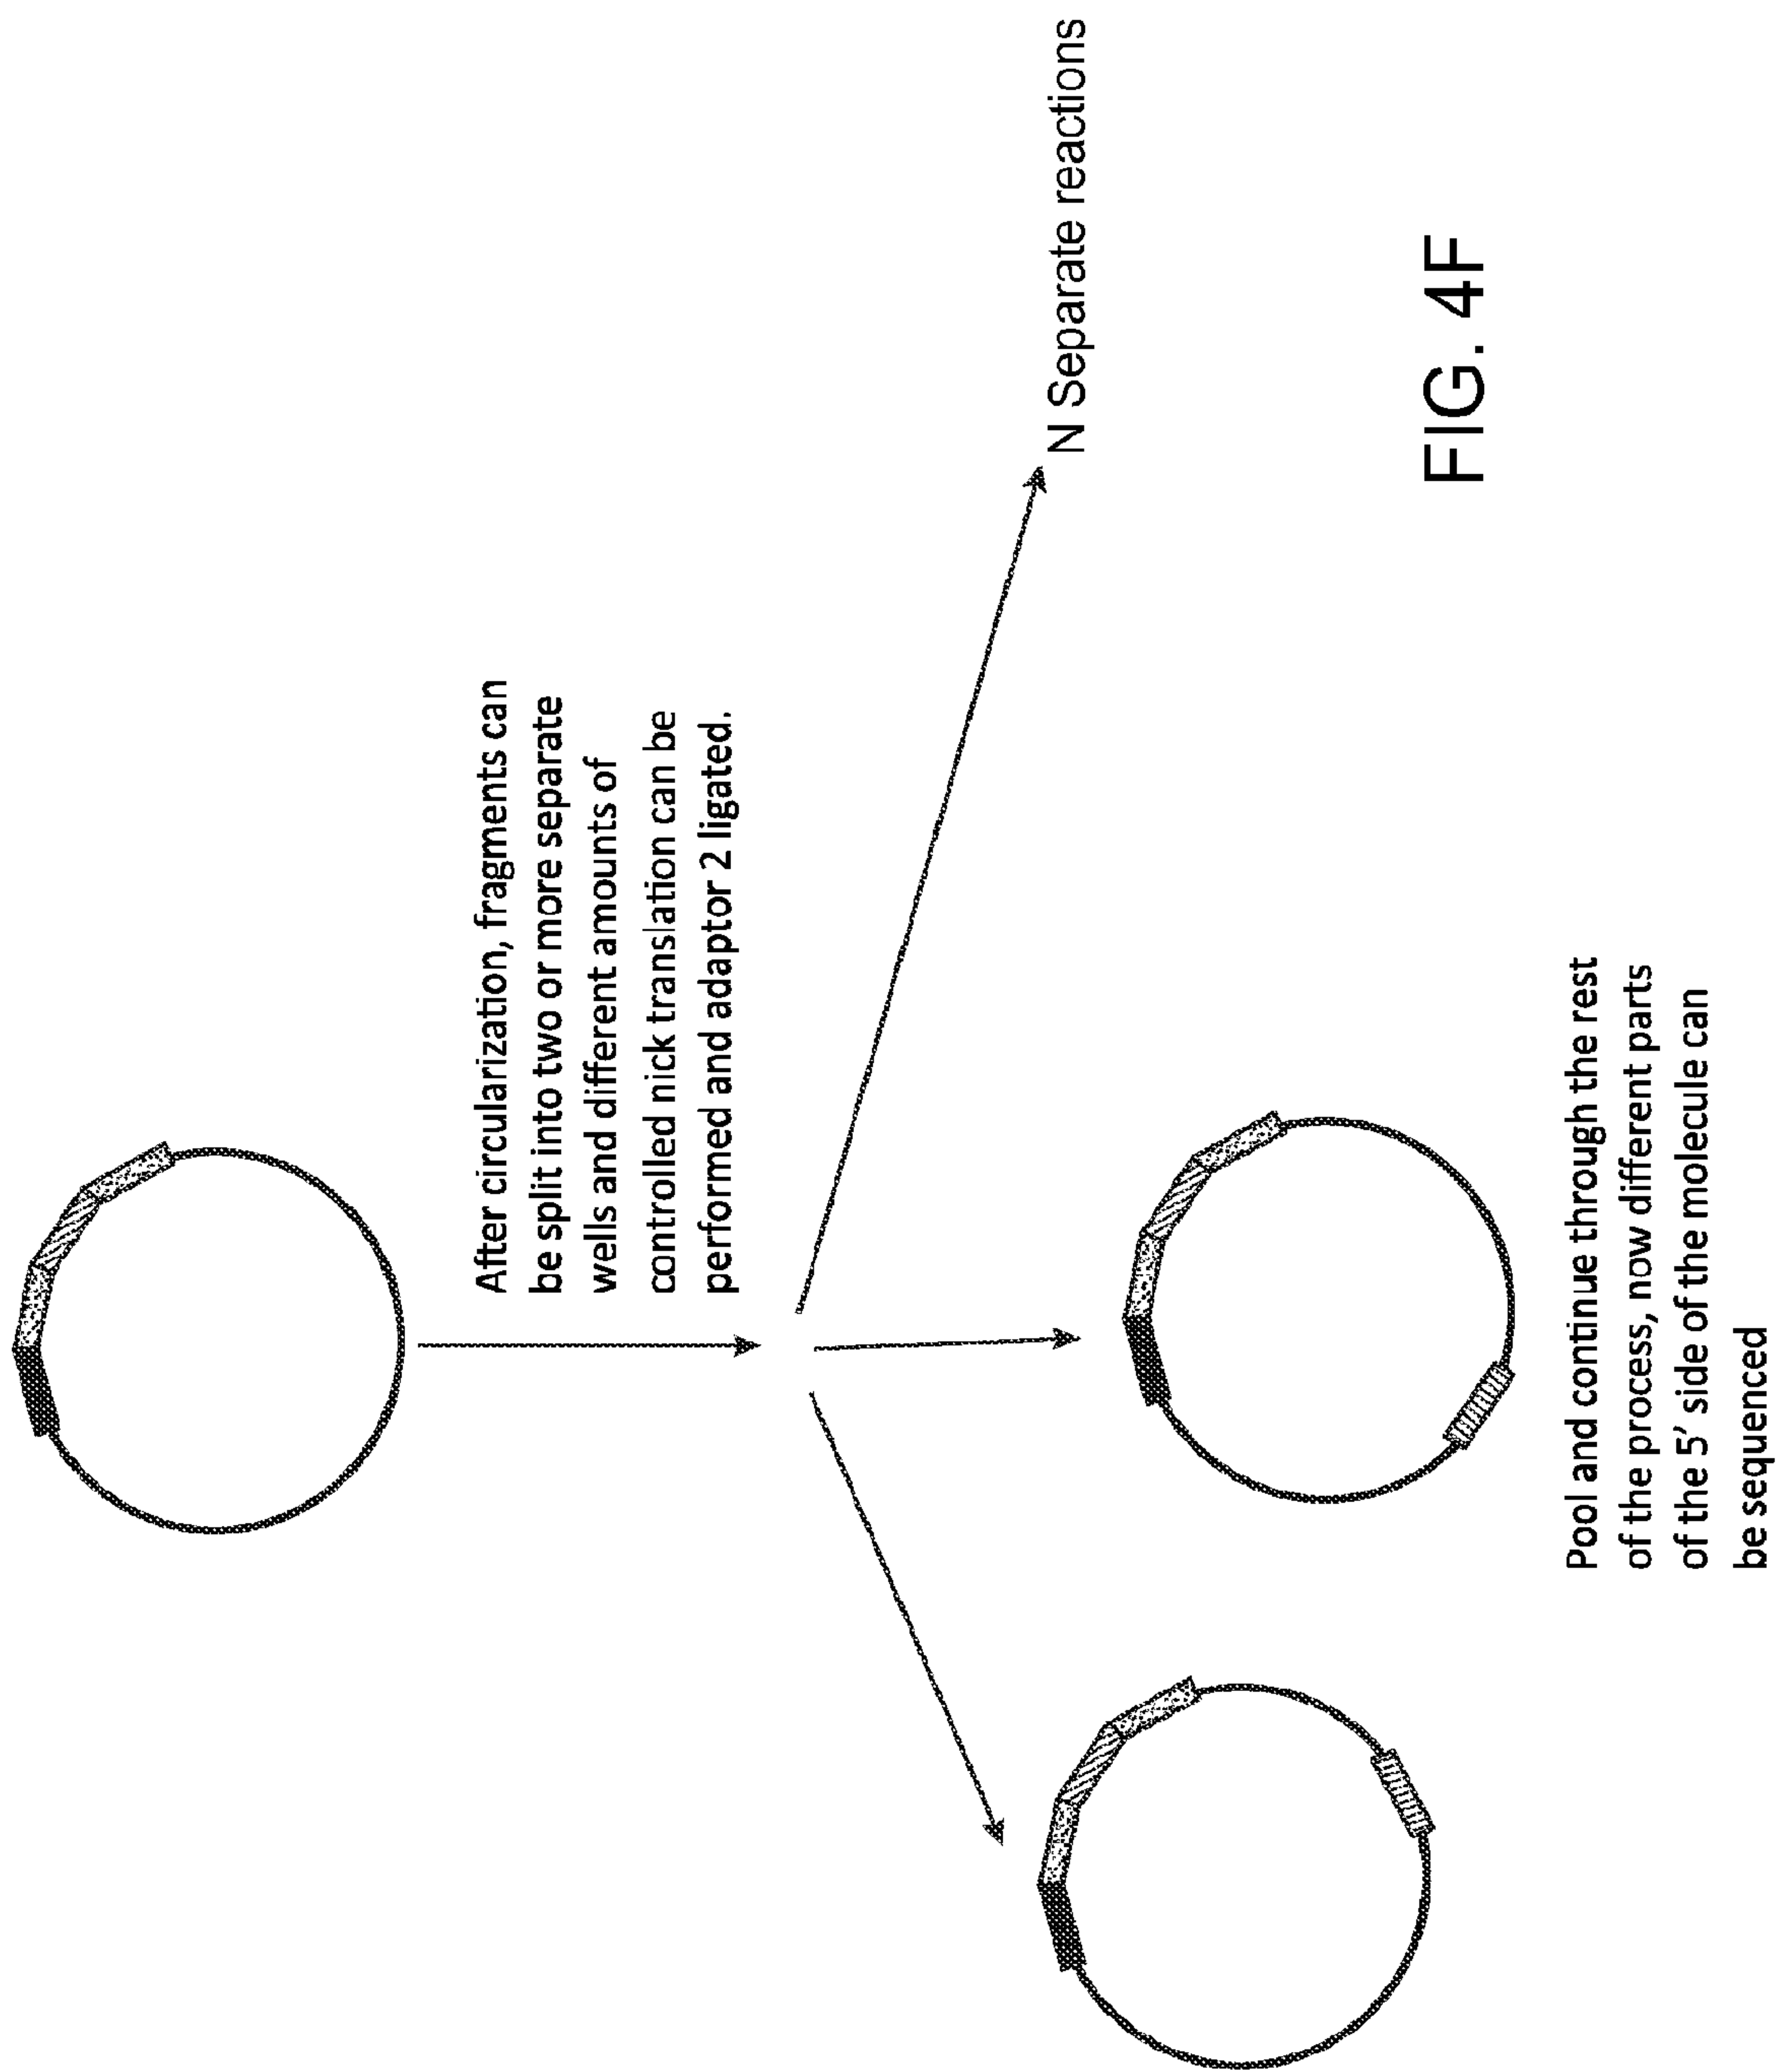 After circularization, fragments can
be split into two or more separate
wells and different amounts of
controlled nick translation can be
performed and adaptor 2 ligated.
N Separate reactions
Pool and continue through the rest
of the process, now different parts
of the 5' side of the molecule can
be sequenced
FIG. 4F